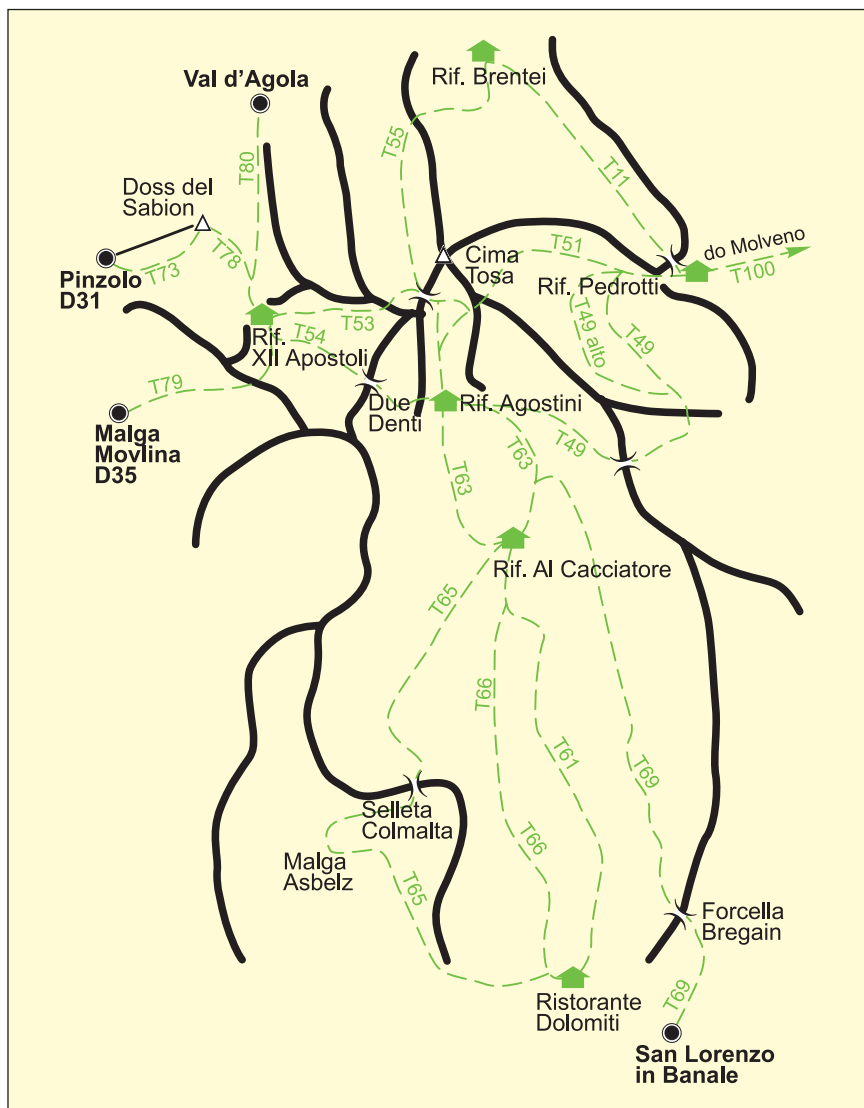 Rif. Brentei
Val d'Agola
T55
T80
T11
Doss del
Sabion
T78
T73
Pinzolo
D31
Cima
Tosa
T51
do Molveno
T100
Rif. Pedrotti
T53
T54
Rif.
XII Apostoli
T49 alto
T49
T79
Malga
Movlina
D35
Due
Denti
Rif. Agostini
T49
T63
T63
Rif. Al Cacciatore
T65
T66
T61
T69
Selleta
Colmalta
Malga
Asbelz
T65
T66
Forcella
Bregain
T69
Ristorante
Dolomiti
San Lorenzo
in Banale